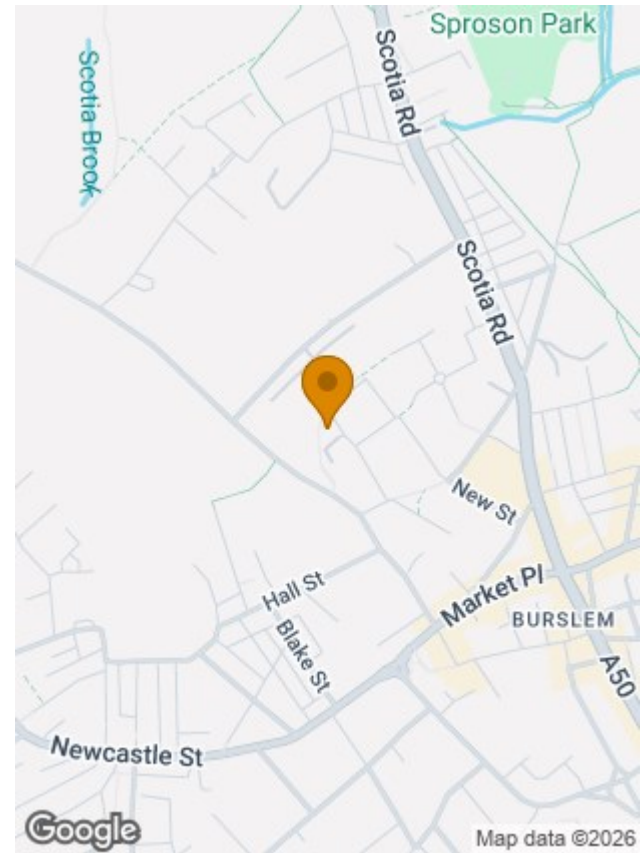 Sproson Park
Scotia Rd
Scotia Brook
Scotia Rd
New St
Hall St
Market Pl
BURSLEM
Blake St
A50
Newcastle St
Google
Map data ©2026